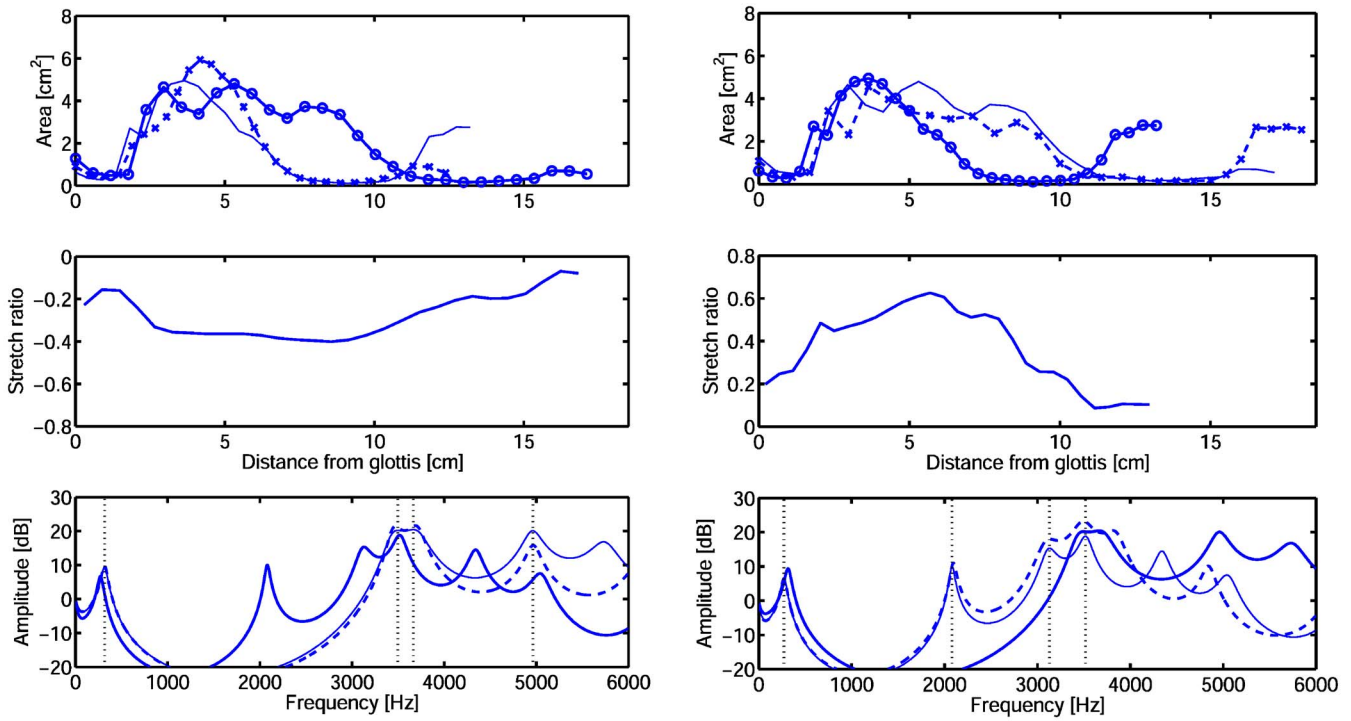 8
6
4
2
0
Area [cm2]
0 5 10 15
8
6
4
2
0
Area [cm2]
0 5 10 15
0
−0.2
−0.4
−0.6
−0.8
Stretch ratio
0 5 10 15
Distance from glottis [cm]
0.8
0.6
0.4
0.2
0
Stretch ratio
0 5 10 15
Distance from glottis [cm]
30
20
10
0
−10
−20
Amplitude [dB]
0 1000 2000 3000 4000 5000 6000
Frequency [Hz]
30
20
10
0
−10
−20
Amplitude [dB]
0 1000 2000 3000 4000 5000 6000
Frequency [Hz]